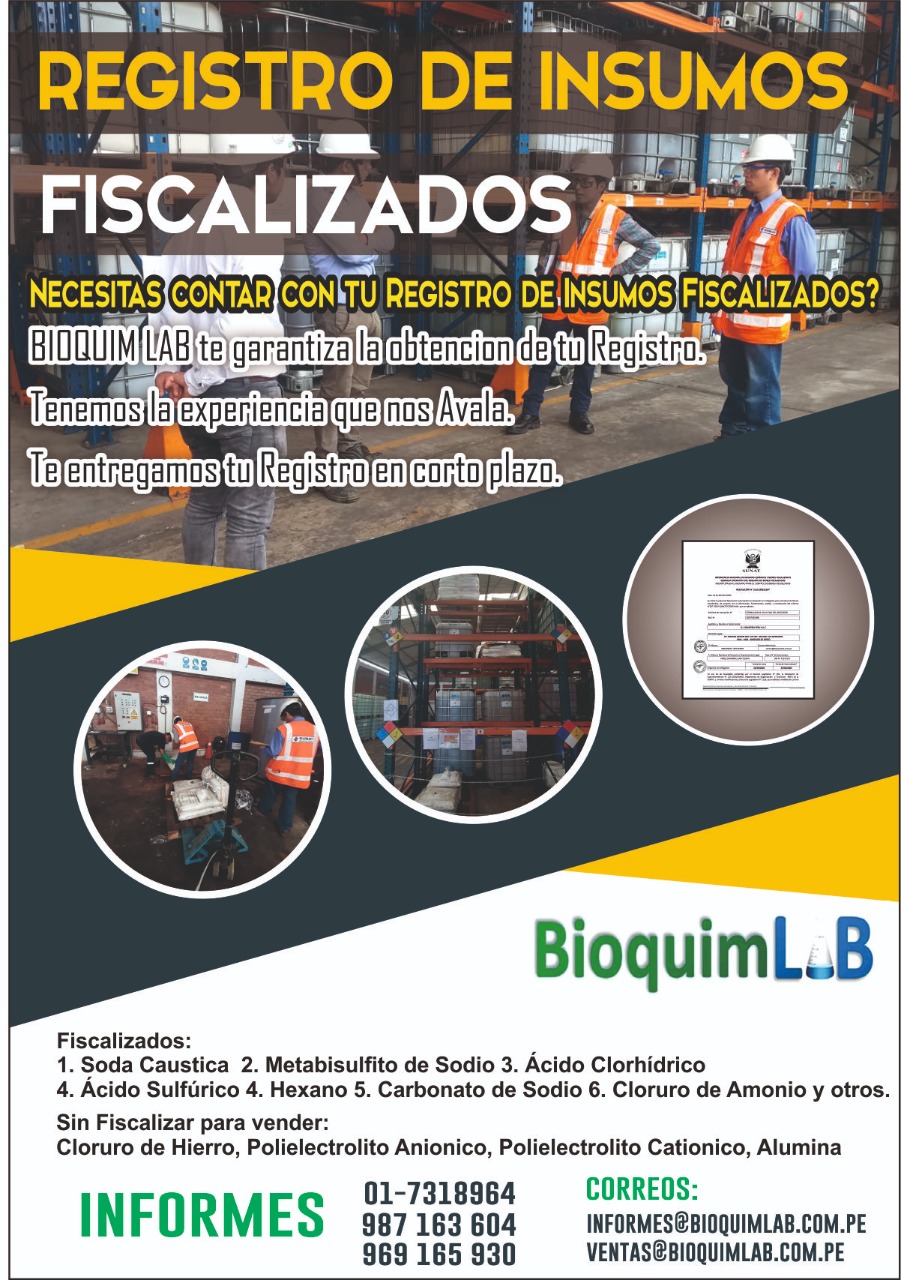 REGISTRO DE INSUMOS
FISCALIZADOS
NECESITAS CONTAR CON TU REGISTRO DE INSUMOS FISCALIZADOS?
BIOQUIM LAB te garantiza la obtencion de tu Registro.
Tenemos la experiencia que nos Avala.
Te entregamos tu Registro en corto plazo.
SUNAT
BioquimLAB
Fiscalizados:
1. Soda Caustica 2. Metabisulfito de Sodio 3. Ácido Clorhídrico
4. Ácido Sulfúrico 4. Hexano 5. Carbonato de Sodio 6. Cloruro de Amonio y otros.
Sin Fiscalizar para vender:
Cloruro de Hierro, Polielectrolito Anionico, Polielectrolito Cationico, Alumina
INFORMES
01-7318964
987 163 604
969 165 930
CORREOS:
INFORMES@BIOQUIMLAB.COM.PE
VENTAS@BIOQUIMLAB.COM.PE